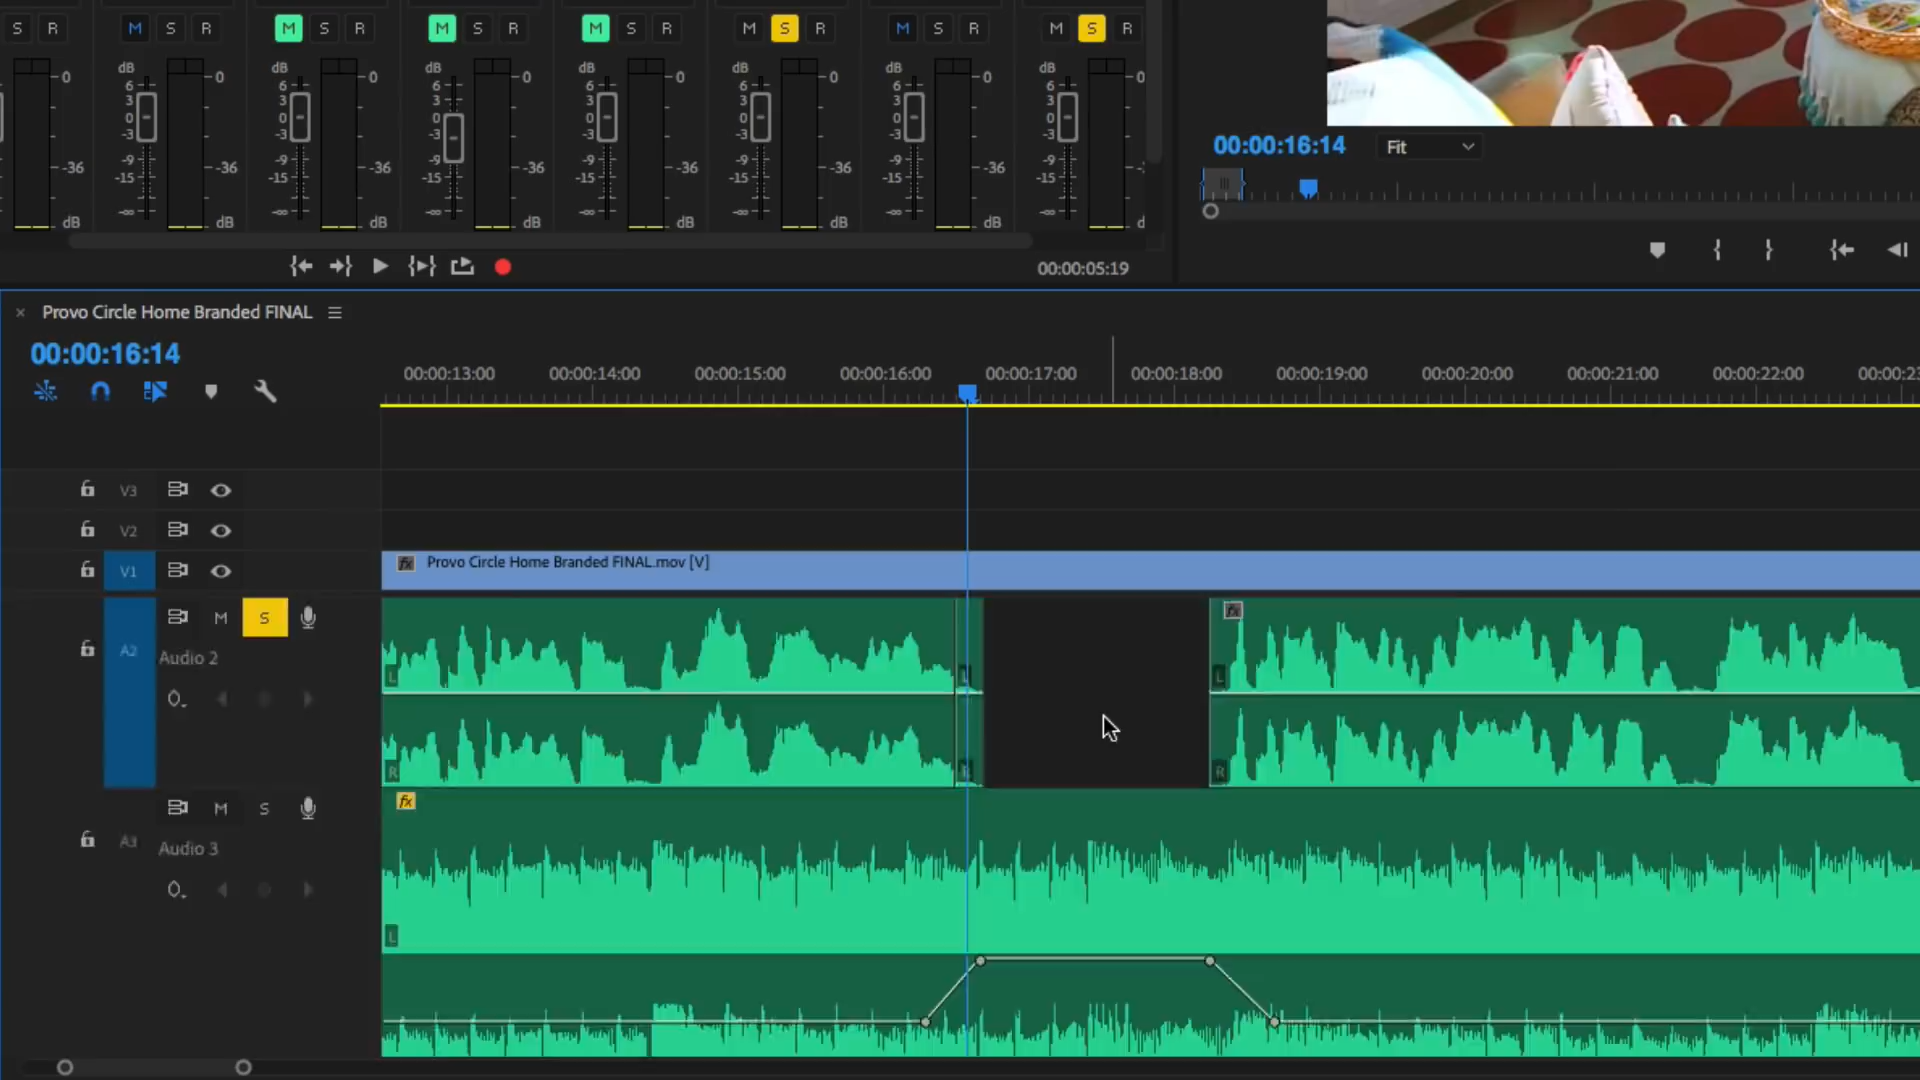 S R M S R M S R M S R M S R M S R M S R M S R
dB dB dB dB dB dB dB
0 6 0 6 0 6 0 6 0 6 0 6 0 6 0
3 3 3 3 3 3 3
0 0 0 0 0 0 0
-3 -3 -3 -3 -3 -3 -3
-36 -9 -36 -9 -36 -9 -36 -9 -36 -9 -36 -9 -36 -9
-15 -15 -15 -15 -15 -15 -15
-∞ -∞ -∞ -∞ -∞ -∞ -∞
dB dB dB dB dB dB dB
00:00:16:14 Fit
00:00:05:19
Provo Circle Home Branded FINAL
00:00:16:14
00:00:13:00 00:00:14:00 00:00:15:00 00:00:16:00 00:00:17:00 00:00:18:00 00:00:19:00 00:00:20:00 00:00:21:00 00:00:22:00 00:00:23
V3
V2
V1 fx Provo Circle Home Branded FINAL.mov [V]
M S fx
A2 Audio 2
L L L
R R R
M S fx
A3 Audio 3
L